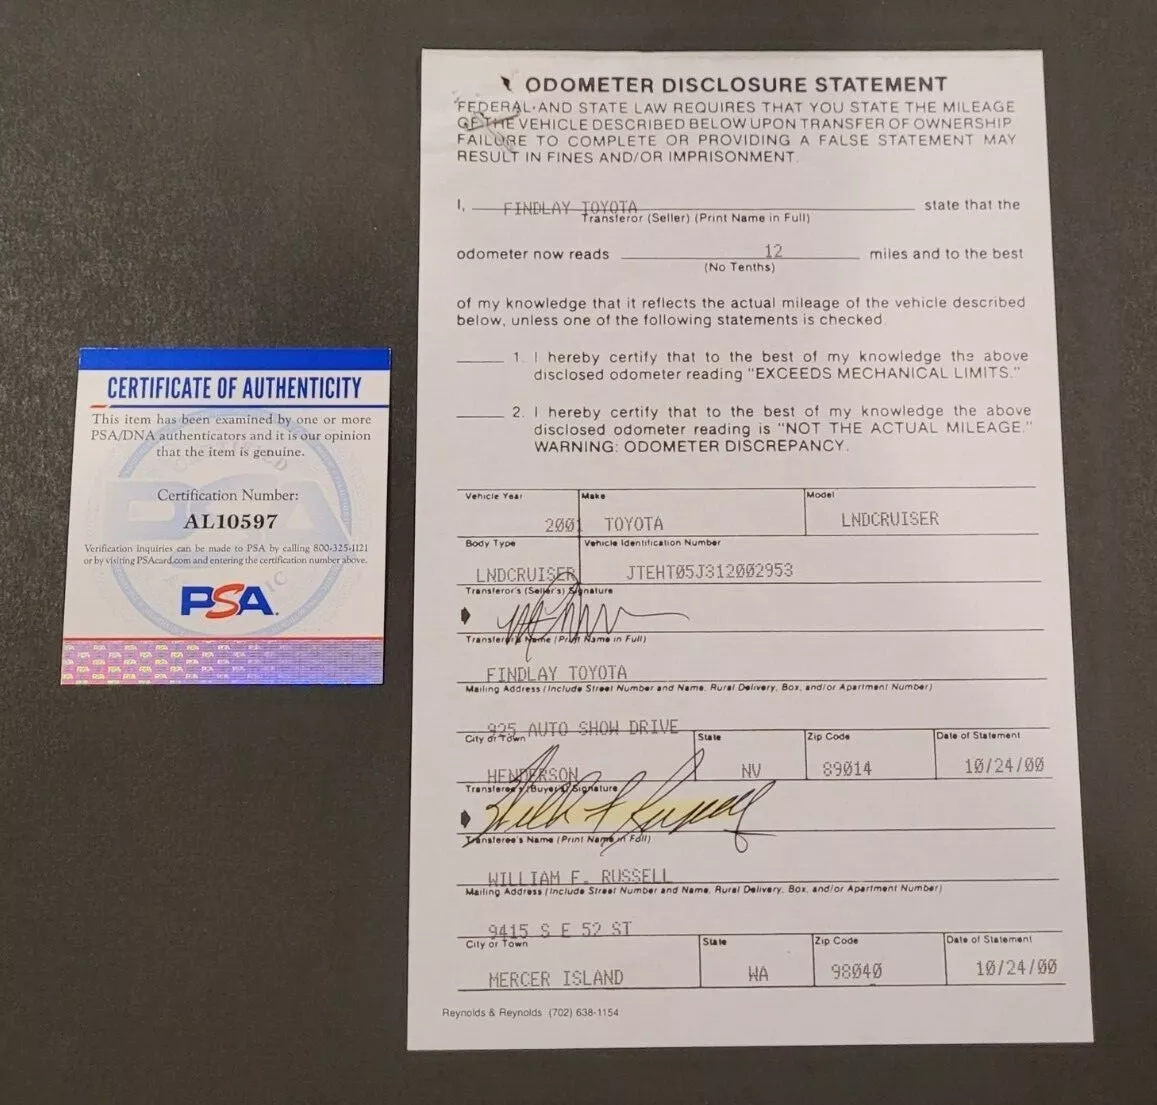 CERTIFICATE OF AUTHENTICITY
This item has been examined by one or more
PSA/DNA authenticators and it is our opinion
that the item is genuine.
Certification Number:
AL10597
Verification inquiries can be made to PSA by calling 800-325-1121
or by visiting PSAcard.com and entering the certification number above.
PSA
ODOMETER DISCLOSURE STATEMENT
FEDERAL AND STATE LAW REQUIRES THAT YOU STATE THE MILEAGE
OF THE VEHICLE DESCRIBED BELOW UPON TRANSFER OF OWNERSHIP
FAILURE TO COMPLETE OR PROVIDING A FALSE STATEMENT MAY
RESULT IN FINES AND/OR IMPRISONMENT.
I, FINDLAY TOYOTA state that the
Transferor (Seller) (Print Name in Full)
odometer now reads 12 miles and to the best
(No Tenths)
of my knowledge that it reflects the actual mileage of the vehicle described
below, unless one of the following statements is checked.
1. I hereby certify that to the best of my knowledge the above
disclosed odometer reading "EXCEEDS MECHANICAL LIMITS."
2. I hereby certify that to the best of my knowledge the above
disclosed odometer reading is "NOT THE ACTUAL MILEAGE."
WARNING: ODOMETER DISCREPANCY.
Vehicle Year Make Model
2001 TOYOTA LNDCRUISER
Body Type Vehicle Identification Number
LNDCRUISER JTEHT05J312002953
Transferor's (Seller's) Signature
Transferor's Name (Print Name in Full)
FINDLAY TOYOTA
Mailing Address (Include Street Number and Name, Rural Delivery, Box, and/or Apartment Number)
925 AUTO SHOW DRIVE
City or Town State Zip Code Date of Statement
HENDERSON NV 89014 10/24/00
Transferee's (Buyer's) Signature
William F Russell
Transferee's Name (Print Name in Full)
WILLIAM F. RUSSELL
Mailing Address (Include Street Number and Name, Rural Delivery, Box, and/or Apartment Number)
9415 S E 52 ST
City or Town State Zip Code Date of Statement
MERCER ISLAND WA 98040 10/24/00
Reynolds & Reynolds (702) 638-1154